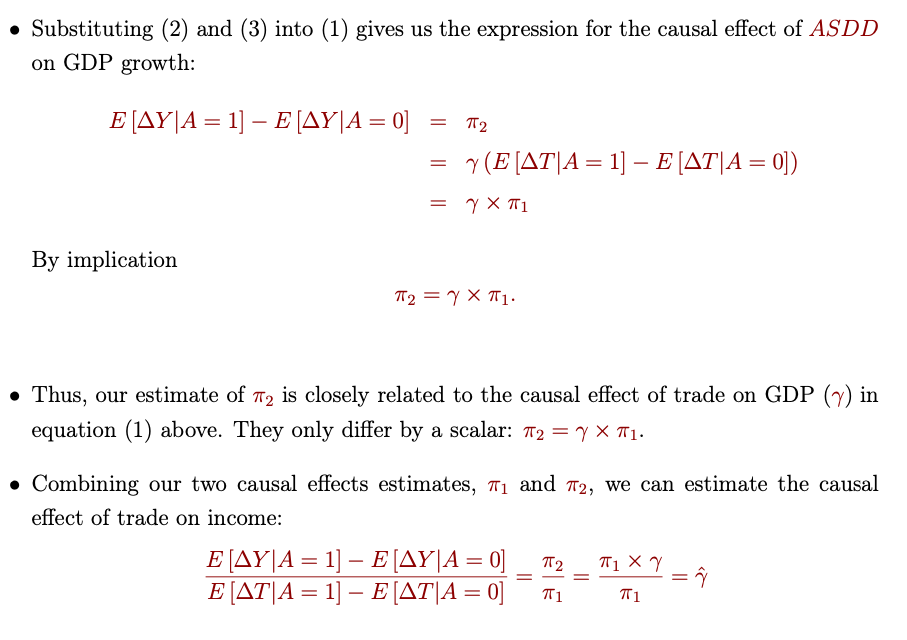 • Substituting (2) and (3) into (1) gives us the expression for the causal effect of ASDD
on GDP growth:
E [ΔY|A = 1] − E [ΔY|A = 0] = π₂
= γ (E [ΔT|A = 1] − E [ΔT|A = 0])
= γ × π₁
By implication
π₂ = γ × π₁.
• Thus, our estimate of π₂ is closely related to the causal effect of trade on GDP (γ) in
equation (1) above. They only differ by a scalar: π₂ = γ × π₁.
• Combining our two causal effects estimates, π₁ and π₂, we can estimate the causal
effect of trade on income:
E [ΔY|A = 1] − E [ΔY|A = 0] / E [ΔT|A = 1] − E [ΔT|A = 0] = π₂ / π₁ = π₁ × γ / π₁ = γ̂